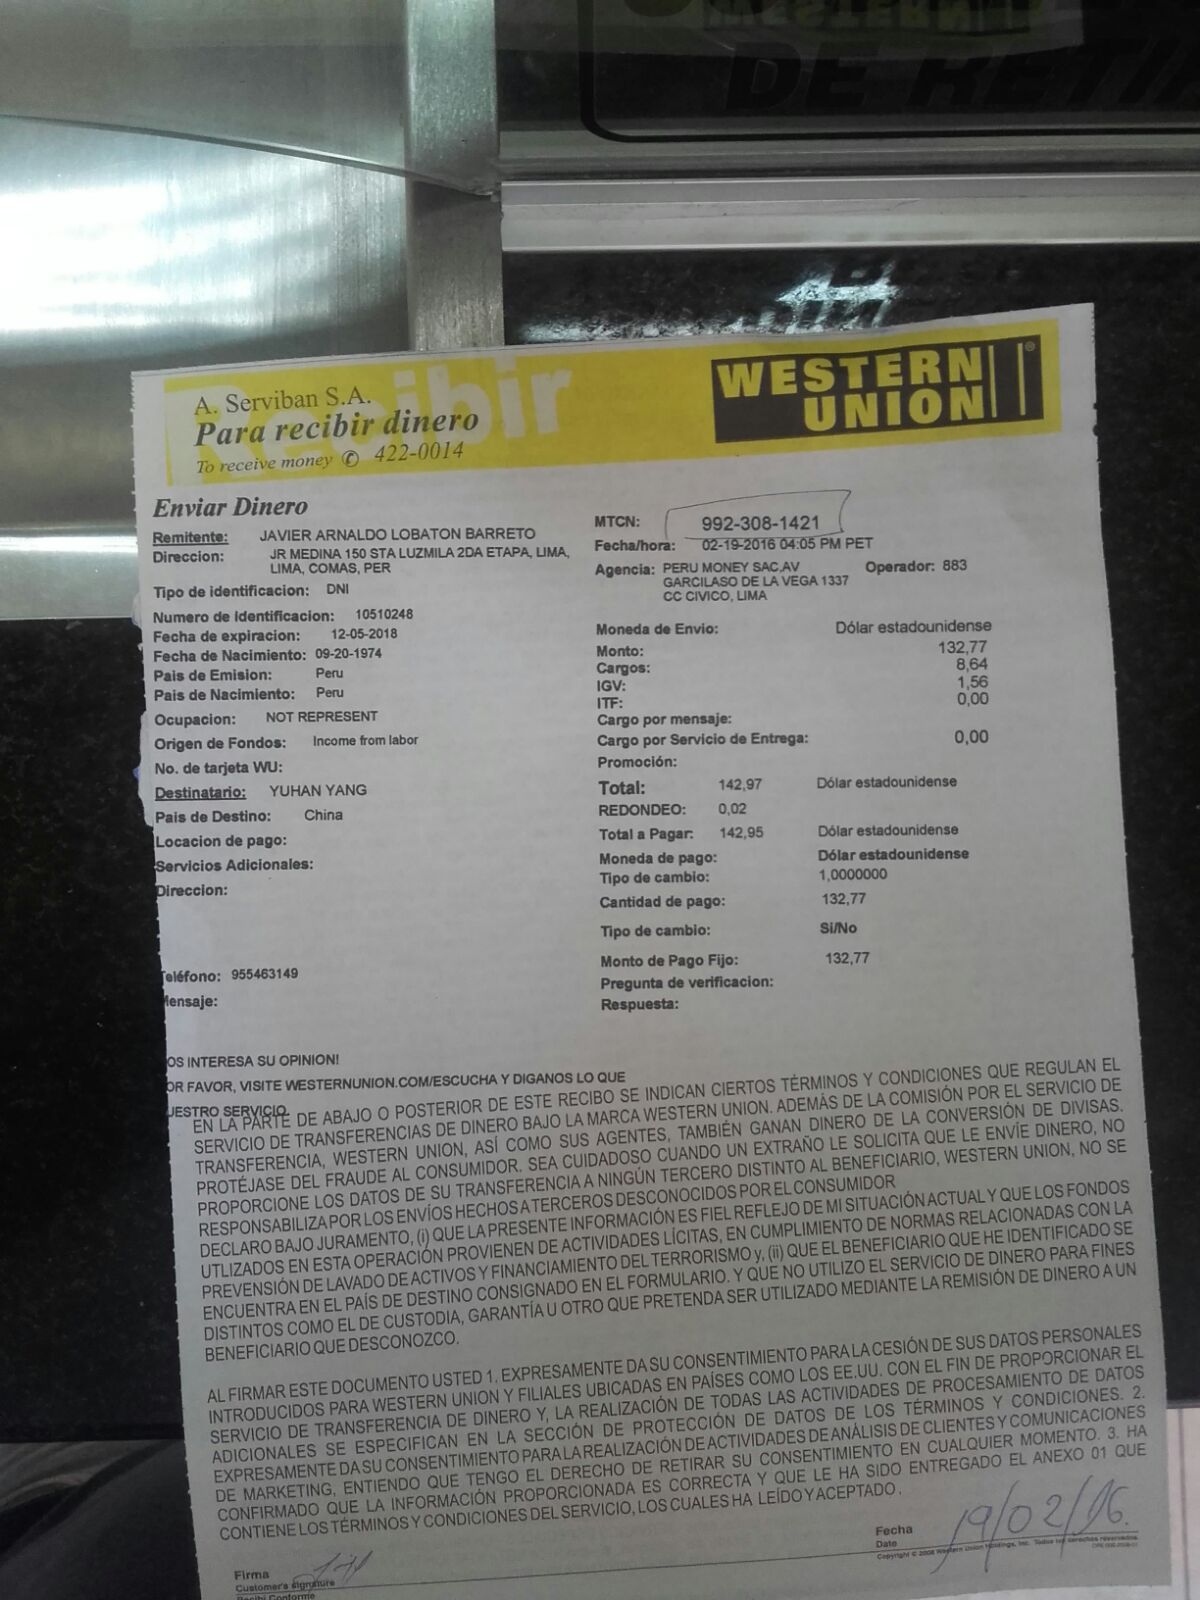 DE RETI
Recibir
A. Serviban S.A.
Para recibir dinero
To receive money ✆ 422-0014
WESTERN
UNION ®
Enviar Dinero
Remitente: JAVIER ARNALDO LOBATON BARRETO
Direccion: JR MEDINA 150 STA LUZMILA 2DA ETAPA, LIMA,
LIMA, COMAS, PER
Tipo de identificacion: DNI
Numero de Identificacion: 10510248
Fecha de expiracion: 12-05-2018
Fecha de Nacimiento: 09-20-1974
Pais de Emision: Peru
Pais de Nacimiento: Peru
Ocupacion: NOT REPRESENT
Origen de Fondos: Income from labor
No. de tarjeta WU:
Destinatario: YUHAN YANG
Pais de Destino: China
Locacion de pago:
Servicios Adicionales:
Direccion:
Teléfono: 955463149
Mensaje:
MTCN: 992-308-1421
Fecha/hora: 02-19-2016 04:05 PM PET
Agencia: PERU MONEY SAC,AV Operador: 883
GARCILASO DE LA VEGA 1337
CC CIVICO, LIMA
Moneda de Envio: Dólar estadounidense
Monto: 132,77
Cargos: 8,64
IGV: 1,56
ITF: 0,00
Cargo por mensaje:
Cargo por Servicio de Entrega: 0,00
Promoción:
Total: 142,97 Dólar estadounidense
REDONDEO: 0,02
Total a Pagar: 142,95 Dólar estadounidense
Moneda de pago: Dólar estadounidense
Tipo de cambio: 1,0000000
Cantidad de pago: 132,77
Tipo de cambio: Si/No
Monto de Pago Fijo: 132,77
Pregunta de verificacion:
Respuesta:
OS INTERESA SU OPINION!
OR FAVOR, VISITE WESTERNUNION.COM/ESCUCHA Y DIGANOS LO QUE
UESTRO SERVICIO.
EN LA PARTE DE ABAJO O POSTERIOR DE ESTE RECIBO SE INDICAN CIERTOS TÉRMINOS Y CONDICIONES QUE REGULAN EL
SERVICIO DE TRANSFERENCIAS DE DINERO BAJO LA MARCA WESTERN UNION. ADEMÁS DE LA COMISIÓN POR EL SERVICIO DE
TRANSFERENCIA, WESTERN UNION, ASÍ COMO SUS AGENTES, TAMBIÉN GANAN DINERO DE LA CONVERSIÓN DE DIVISAS.
PROTÉJASE DEL FRAUDE AL CONSUMIDOR. SEA CUIDADOSO CUANDO UN EXTRAÑO LE SOLICITA QUE LE ENVÍE DINERO, NO
PROPORCIONE LOS DATOS DE SU TRANSFERENCIA A NINGÚN TERCERO DISTINTO AL BENEFICIARIO, WESTERN UNION, NO SE
RESPONSABILIZA POR LOS ENVÍOS HECHOS A TERCEROS DESCONOCIDOS POR EL CONSUMIDOR
DECLARO BAJO JURAMENTO, (i) QUE LA PRESENTE INFORMACIÓN ES FIEL REFLEJO DE MI SITUACIÓN ACTUAL Y QUE LOS FONDOS
UTILIZADOS EN ESTA OPERACIÓN PROVIENEN DE ACTIVIDADES LÍCITAS, EN CUMPLIMIENTO DE NORMAS RELACIONADAS CON LA
PREVENSIÓN DE LAVADO DE ACTIVOS Y FINANCIAMIENTO DEL TERRORISMO y, (ii) QUE EL BENEFICIARIO QUE HE IDENTIFICADO SE
ENCUENTRA EN EL PAÍS DE DESTINO CONSIGNADO EN EL FORMULARIO. Y QUE NO UTILIZO EL SERVICIO DE DINERO PARA FINES
DISTINTOS COMO EL DE CUSTODIA, GARANTÍA U OTRO QUE PRETENDA SER UTILIZADO MEDIANTE LA REMISIÓN DE DINERO A UN
BENEFICIARIO QUE DESCONOZCO.
AL FIRMAR ESTE DOCUMENTO USTED 1. EXPRESAMENTE DA SU CONSENTIMIENTO PARA LA CESIÓN DE SUS DATOS PERSONALES
INTRODUCIDOS PARA WESTERN UNION Y FILIALES UBICADAS EN PAÍSES COMO LOS EE.UU. CON EL FIN DE PROPORCIONAR EL
SERVICIO DE TRANSFERENCIA DE DINERO Y, LA REALIZACIÓN DE TODAS LAS ACTIVIDADES DE PROCESAMIENTO DE DATOS
ADICIONALES SE ESPECIFICAN EN LA SECCIÓN DE PROTECCIÓN DE DATOS DE LOS TÉRMINOS Y CONDICIONES. 2.
EXPRESAMENTE DA SU CONSENTIMIENTO PARA LA REALIZACIÓN DE ACTIVIDADES DE ANÁLISIS DE CLIENTES Y COMUNICACIONES
DE MARKETING, ENTIENDO QUE TENGO EL DERECHO DE RETIRAR SU CONSENTIMIENTO EN CUALQUIER MOMENTO. 3. HA
CONFIRMADO QUE LA INFORMACIÓN PROPORCIONADA ES CORRECTA Y QUE LE HA SIDO ENTREGADO EL ANEXO 01 QUE
CONTIENE LOS TÉRMINOS Y CONDICIONES DEL SERVICIO, LOS CUALES HA LEÍDO Y ACEPTADO.
Fecha 19/02/16.
Date
Copyright © 2008 Western Union Holdings, Inc. Todos los derechos reservados.
Firma
Customer's signature
Recibi Conforme